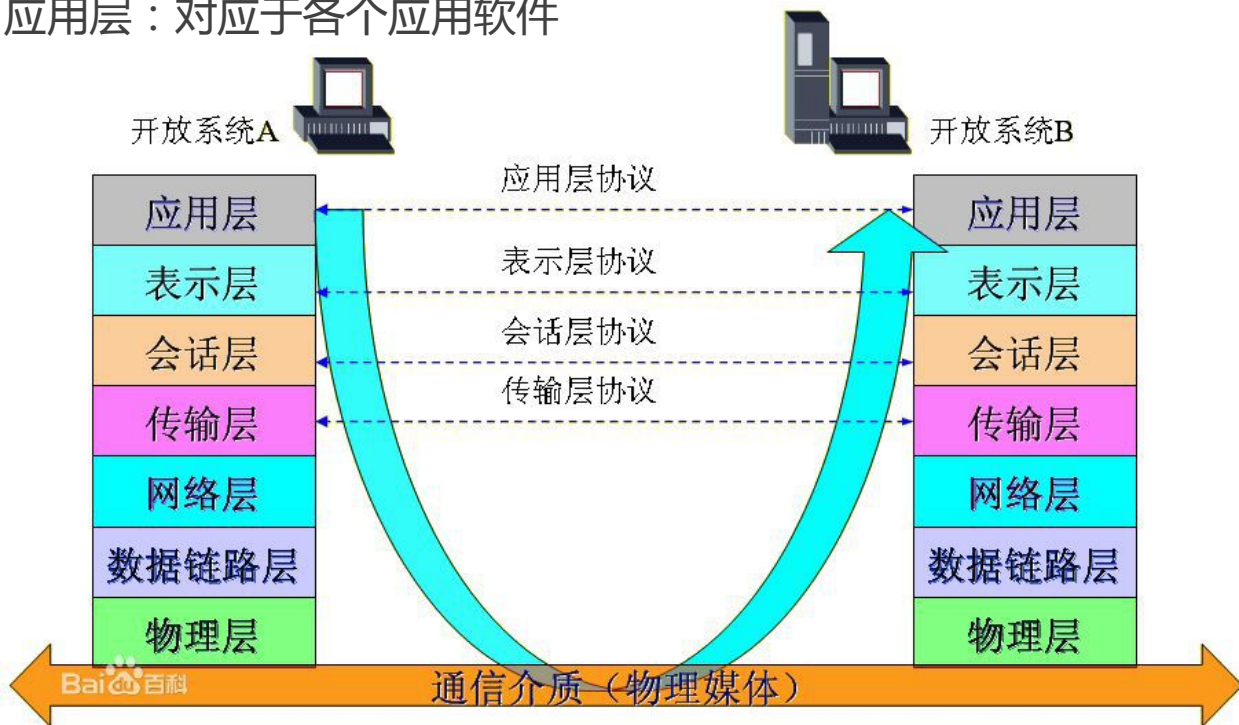 应用层：对应于各个应用软件
开放系统A
开放系统B
应用层协议
应用层
应用层
表示层协议
表示层
表示层
会话层协议
会话层
会话层
传输层协议
传输层
传输层
网络层
网络层
数据链路层
数据链路层
物理层
物理层
Bai du 百科
通信介质（物理媒体）